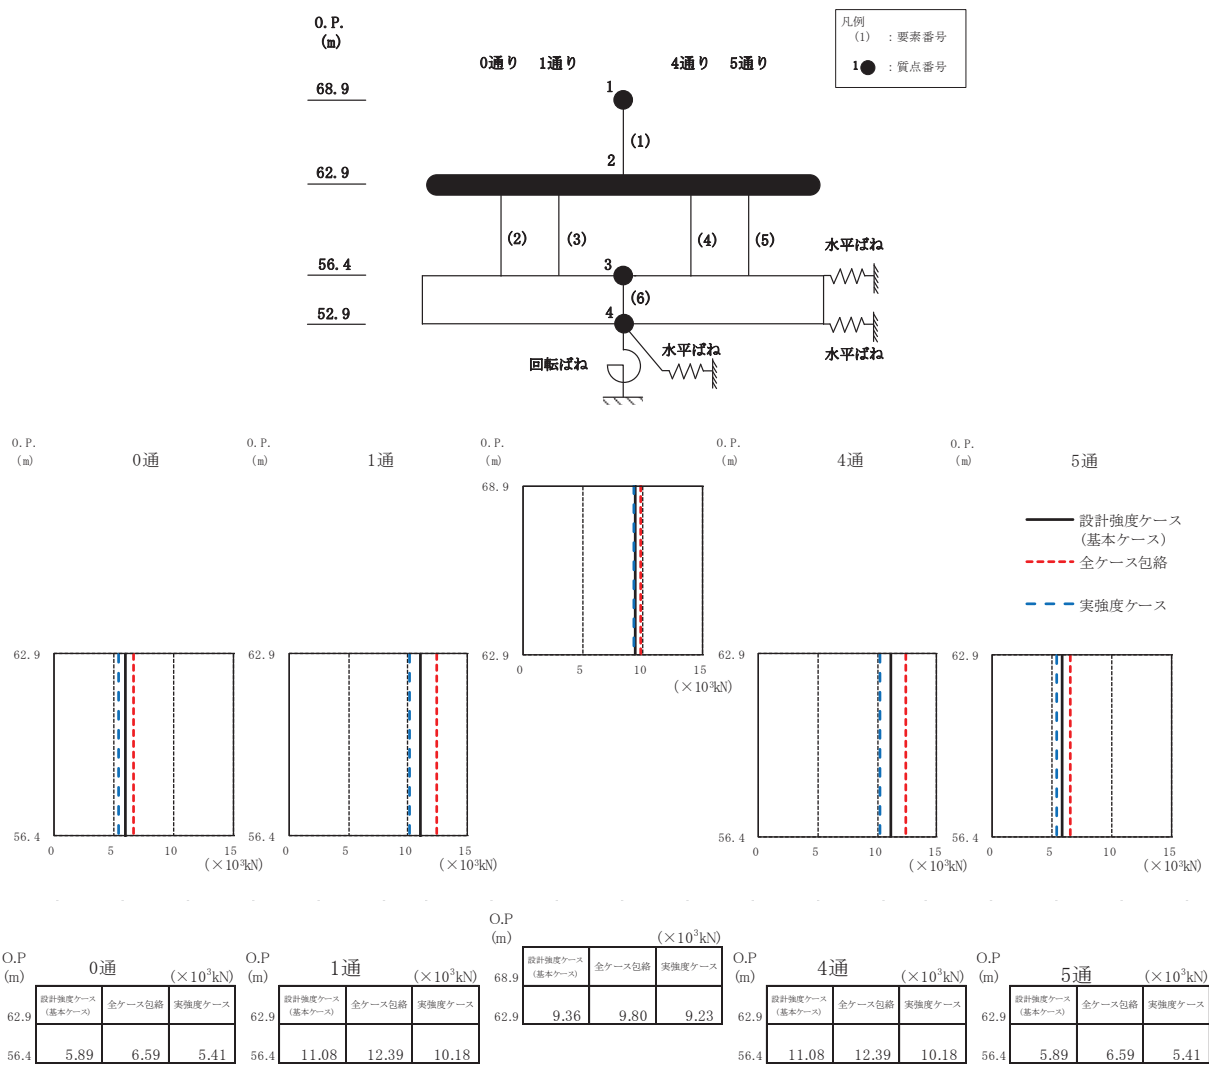 O.P.
(m)
凡例
(1) ：要素番号
1 ：質点番号
0通り 1通り 4通り 5通り
68.9
1
(1)
2
62.9
(2) (3) (4) (5)
水平ばね
56.4
3
(6)
52.9
4
水平ばね
水平ばね
回転ばね
O.P.
(m)
0通
O.P.
(m)
1通
O.P.
(m)
O.P.
(m)
4通
O.P.
(m)
5通
68.9
62.9
0 5 10 15
(×10³kN)
設計強度ケース
(基本ケース)
全ケース包絡
実強度ケース
62.9
56.4
0 5 10 15
(×10³kN)
62.9
56.4
0 5 10 15
(×10³kN)
62.9
56.4
0 5 10 15
(×10³kN)
62.9
56.4
0 5 10 15
(×10³kN)
O.P
(m)
0通
(×10³kN)
設計強度ケース
(基本ケース)
全ケース包絡
実強度ケース
62.9
56.4
5.89 6.59 5.41
O.P
(m)
1通
(×10³kN)
設計強度ケース
(基本ケース)
全ケース包絡
実強度ケース
62.9
56.4
11.08 12.39 10.18
O.P
(m)
(×10³kN)
設計強度ケース
(基本ケース)
全ケース包絡
実強度ケース
68.9
62.9
9.36 9.80 9.23
O.P
(m)
4通
(×10³kN)
設計強度ケース
(基本ケース)
全ケース包絡
実強度ケース
62.9
56.4
11.08 12.39 10.18
O.P
(m)
5通
(×10³kN)
設計強度ケース
(基本ケース)
全ケース包絡
実強度ケース
62.9
56.4
5.89 6.59 5.41